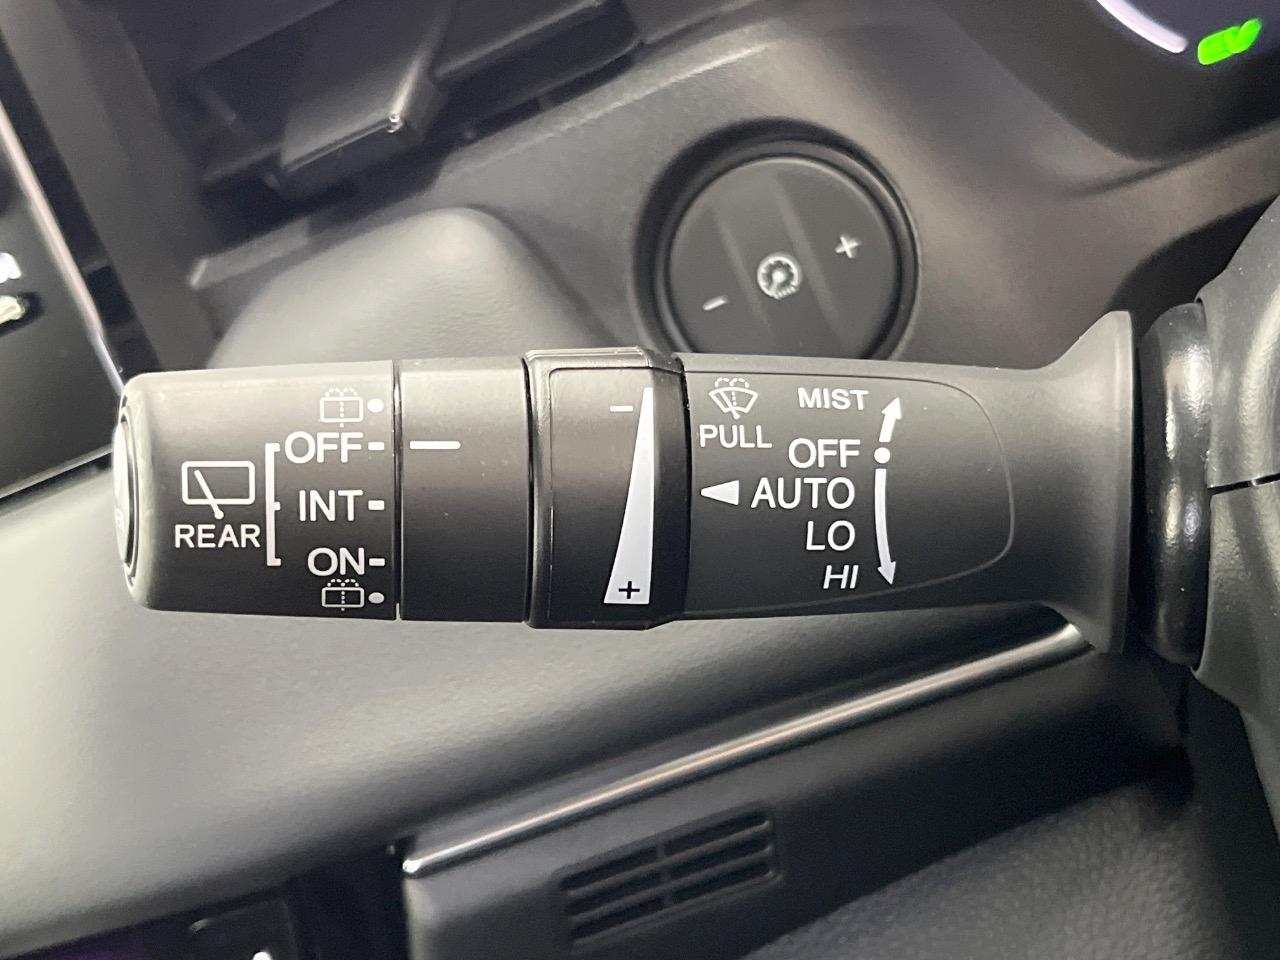 REAR
OFF
INT
ON
−
+
PULL
MIST
OFF
AUTO
LO
HI
−
+